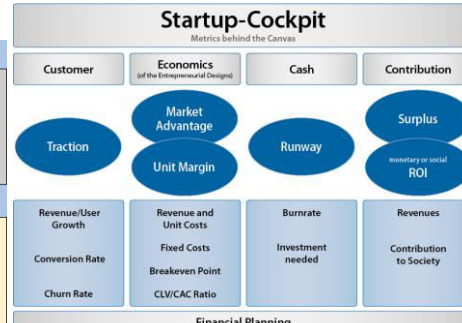 Startup-Cockpit
Metrics behind the Canvas
Customer
Economics
(of the Entrepreneurial Designs)
Cash
Contribution
Traction
Market
Advantage
Unit Margin
Runway
Surplus
monetary or social
ROI
Revenue/User
Growth
Conversion Rate
Churn Rate
Revenue and
Unit Costs
Fixed Costs
Breakeven Point
CLV/CAC Ratio
Burnrate
Investment
needed
Revenues
Contribution
to Society
Financial Planning